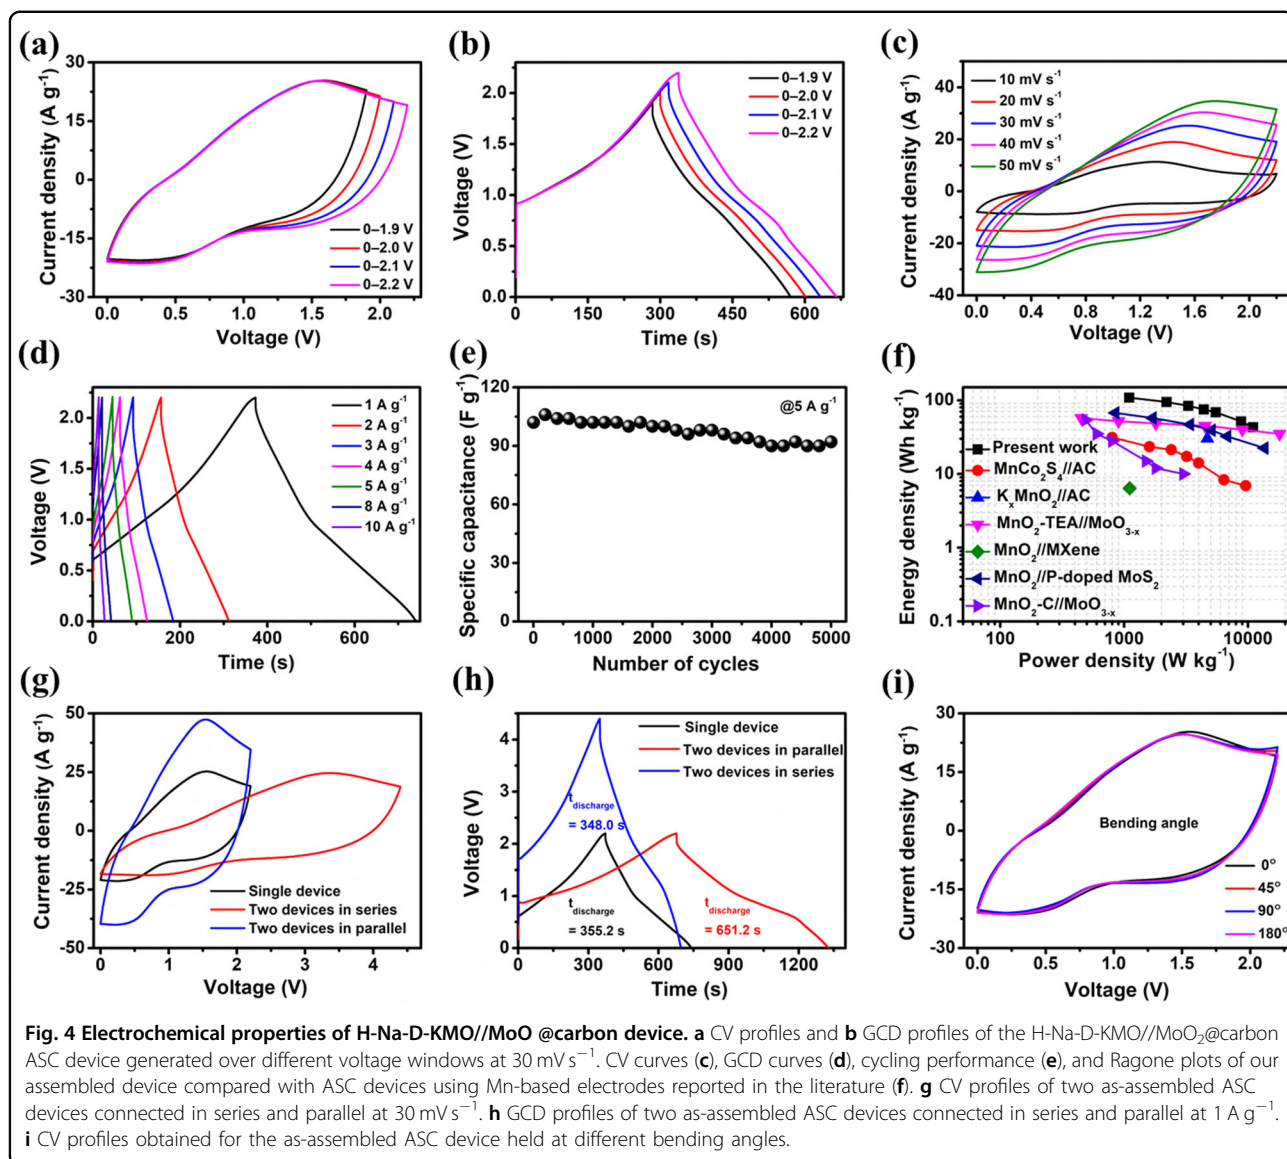 (a)
Current density (A g⁻¹)
30
15
0
-15
-30
0.0 0.5 1.0 1.5 2.0
Voltage (V)
0–1.9 V
0–2.0 V
0–2.1 V
0–2.2 V
(b)
Voltage (V)
2.0
1.5
1.0
0.5
0.0
0 150 300 450 600
Time (s)
0–1.9 V
0–2.0 V
0–2.1 V
0–2.2 V
(c)
Current density (A g⁻¹)
40
20
0
-20
-40
0.0 0.4 0.8 1.2 1.6 2.0
Voltage (V)
10 mV s⁻¹
20 mV s⁻¹
30 mV s⁻¹
40 mV s⁻¹
50 mV s⁻¹
(d)
Voltage (V)
2.0
1.5
1.0
0.5
0.0
0 200 400 600
Time (s)
1 A g⁻¹
2 A g⁻¹
3 A g⁻¹
4 A g⁻¹
5 A g⁻¹
8 A g⁻¹
10 A g⁻¹
(e)
Specific capacitance (F g⁻¹)
120
90
60
30
0
0 1000 2000 3000 4000 5000
Number of cycles
@5 A g⁻¹
(f)
Energy density (Wh kg⁻¹)
100
10
1
0.1
100 1000 10000
Power density (W kg⁻¹)
Present work
MnCo₂S₄//AC
KₓMnO₂//AC
MnO₂-TEA//MoO₃₋ₓ
MnO₂//MXene
MnO₂//P-doped MoS₂
MnO₂-C//MoO₃₋ₓ
(g)
Current density (A g⁻¹)
50
25
0
-25
-50
0 1 2 3 4
Voltage (V)
Single device
Two devices in series
Two devices in parallel
(h)
Voltage (V)
4
3
2
1
0
0 300 600 900 1200
Time (s)
Single device
Two devices in parallel
Two devices in series
t discharge
= 348.0 s
t discharge
= 355.2 s
t discharge
= 651.2 s
(i)
Current density (A g⁻¹)
30
15
0
-15
-30
0.0 0.5 1.0 1.5 2.0
Voltage (V)
Bending angle
0°
45°
90°
180°
Fig. 4 Electrochemical properties of H-Na-D-KMO//MoO @carbon device. a CV profiles and b GCD profiles of the H-Na-D-KMO//MoO₂@carbon
ASC device generated over different voltage windows at 30 mV s⁻¹. CV curves (c), GCD curves (d), cycling performance (e), and Ragone plots of our
assembled device compared with ASC devices using Mn-based electrodes reported in the literature (f). g CV profiles of two as-assembled ASC
devices connected in series and parallel at 30 mV s⁻¹. h GCD profiles of two as-assembled ASC devices connected in series and parallel at 1 A g⁻¹.
i CV profiles obtained for the as-assembled ASC device held at different bending angles.